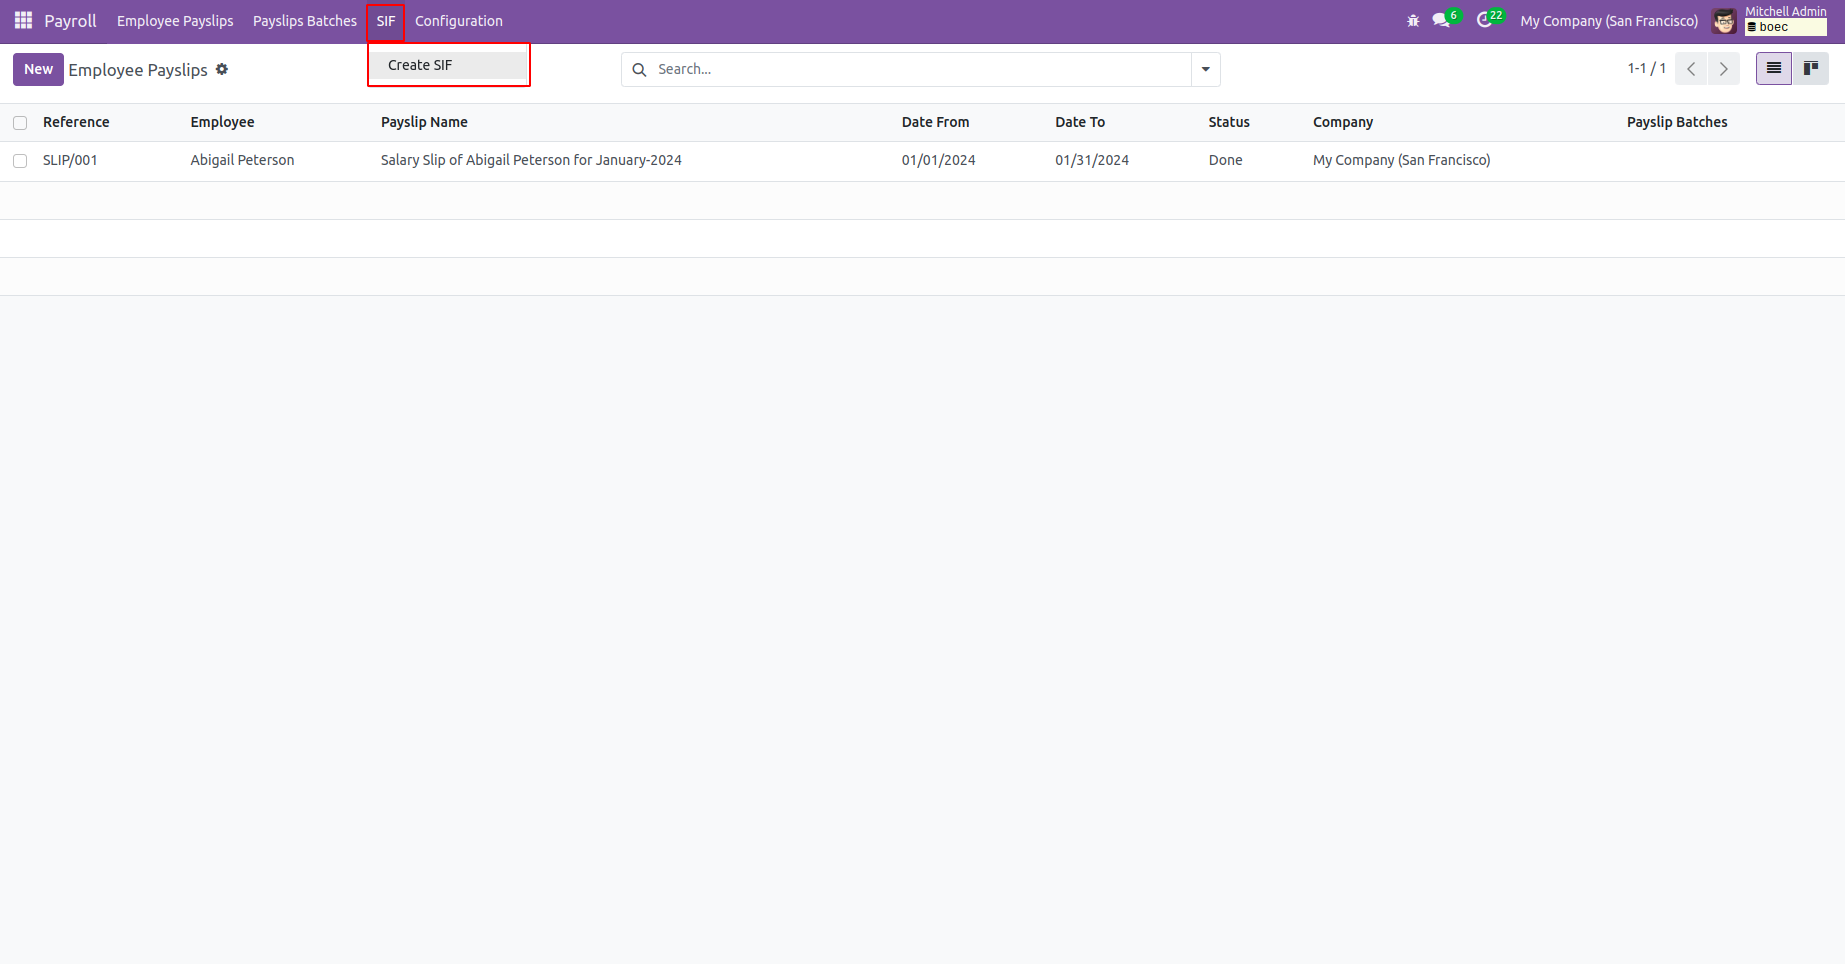 Payroll Employee Payslips Payslips Batches SIF Configuration 6 22 My Company (San Francisco) Mitchell Admin
boec
Create SIF
New Employee Payslips Search... 1-1 / 1
Reference Employee Payslip Name Date From Date To Status Company Payslip Batches
SLIP/001 Abigail Peterson Salary Slip of Abigail Peterson for January-2024 01/01/2024 01/31/2024 Done My Company (San Francisco)